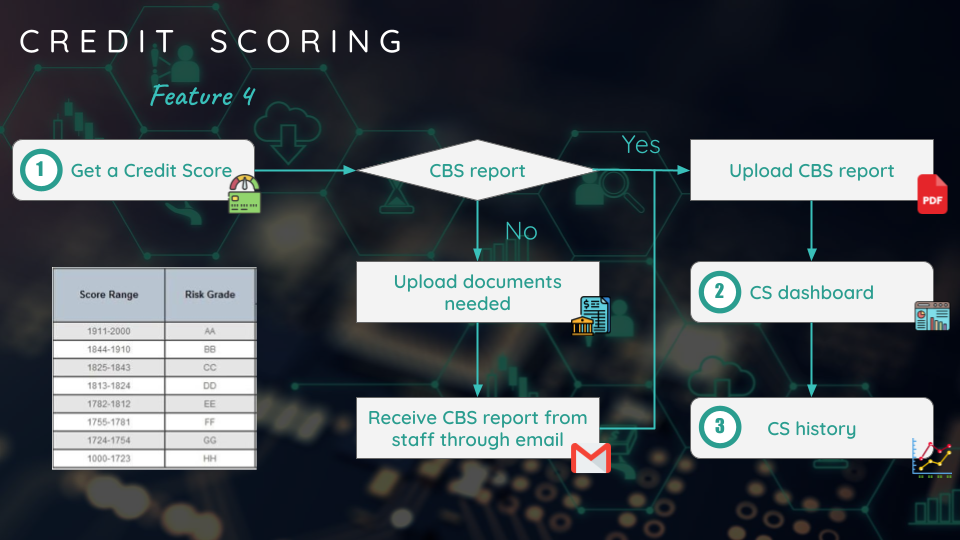 CREDIT SCORING
Feature 4
1 Get a Credit Score
CBS report
Yes
Upload CBS report
PDF
No
Upload documents
needed
2 CS dashboard
Receive CBS report from
staff through email
3 CS history
Score Range Risk Grade
1911-2000 AA
1844-1910 BB
1825-1843 CC
1813-1824 DD
1782-1812 EE
1755-1781 FF
1724-1754 GG
1000-1723 HH